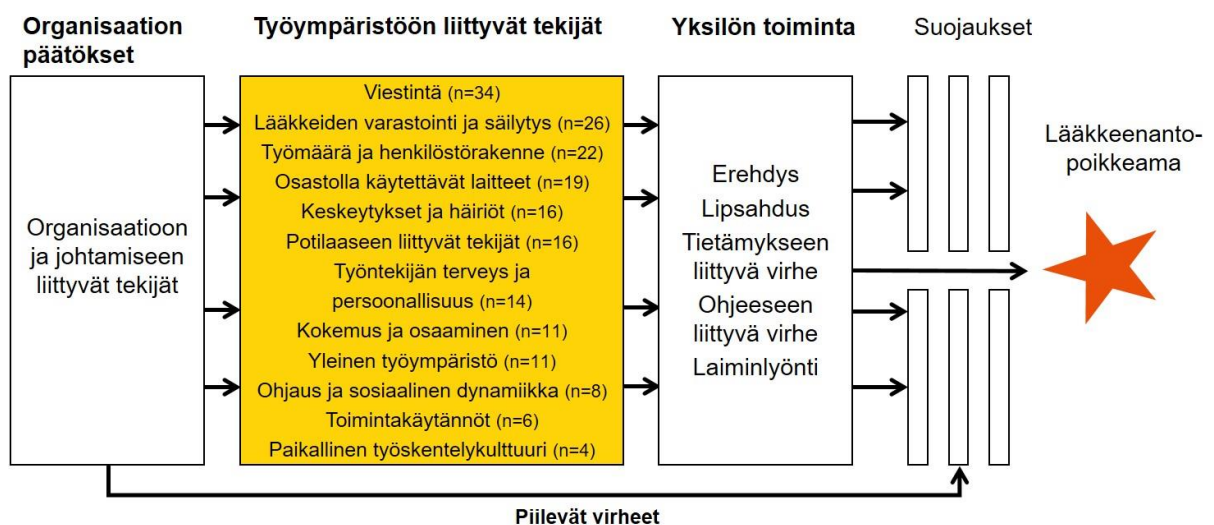 Organisaation
päätökset
Työympäristöön liittyvät tekijät
Yksilön toiminta
Suojaukset
Organisaatioon
ja johtamiseen
liittyvät tekijät
Viestintä (n=34)
Lääkkeiden varastointi ja säilytys (n=26)
Työmäärä ja henkilöstörakenne (n=22)
Osastolla käytettävät laitteet (n=19)
Keskeytykset ja häiriöt (n=16)
Potilaaseen liittyvät tekijät (n=16)
Työntekijän terveys ja
persoonallisuus (n=14)
Kokemus ja osaaminen (n=11)
Yleinen työympäristö (n=11)
Ohjaus ja sosiaalinen dynamiikka (n=8)
Toimintakäytännöt (n=6)
Paikallinen työskentelykulttuuri (n=4)
Erehdys
Lipsahdus
Tietämykseen
liittyvä virhe
Ohjeeseen
liittyvä virhe
Laiminlyönti
Lääkkeenanto-
poikkeama
Piilevät virheet